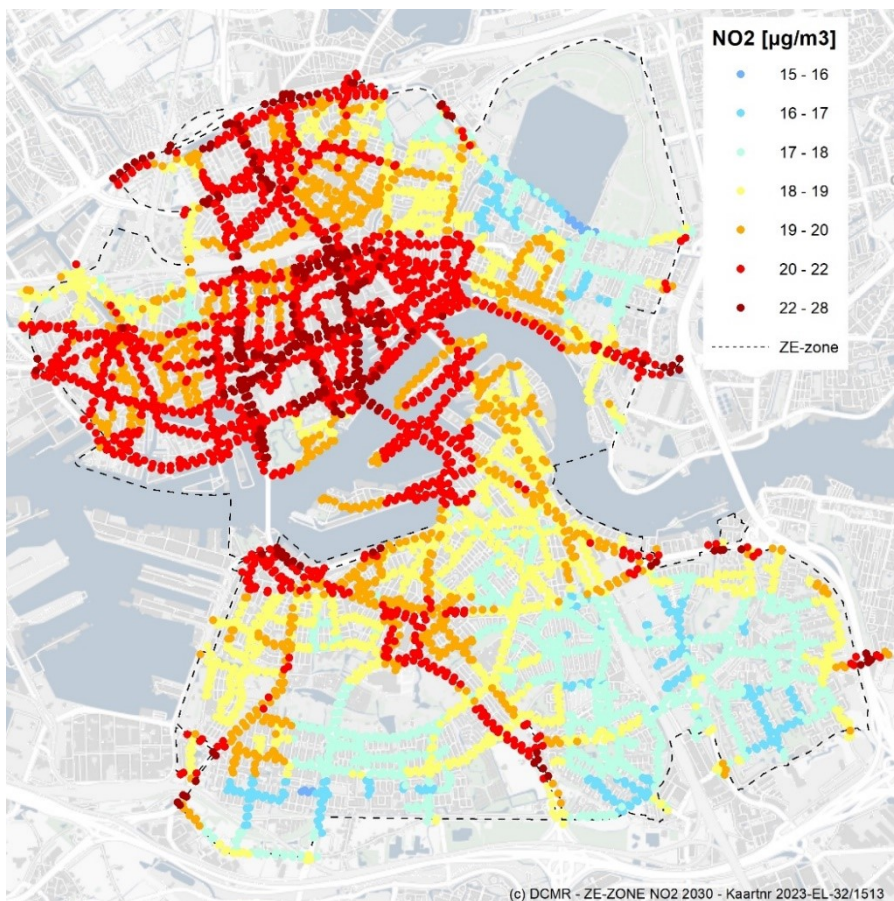 NO2 [µg/m3]
15 - 16
16 - 17
17 - 18
18 - 19
19 - 20
20 - 22
22 - 28
ZE-zone
(c) DCMR - ZE-ZONE NO2 2030 - Kaartnr 2023-EL-32/1513